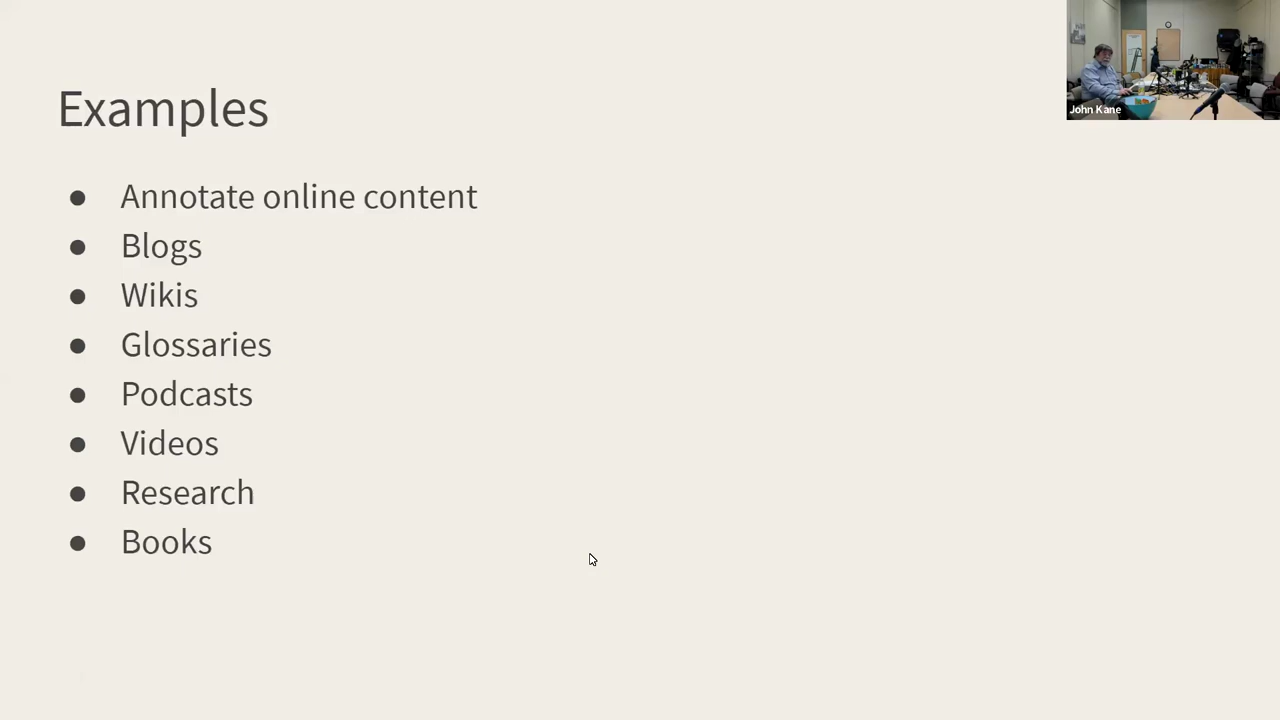 Examples
● Annotate online content
● Blogs
● Wikis
● Glossaries
● Podcasts
● Videos
● Research
● Books
John Kane